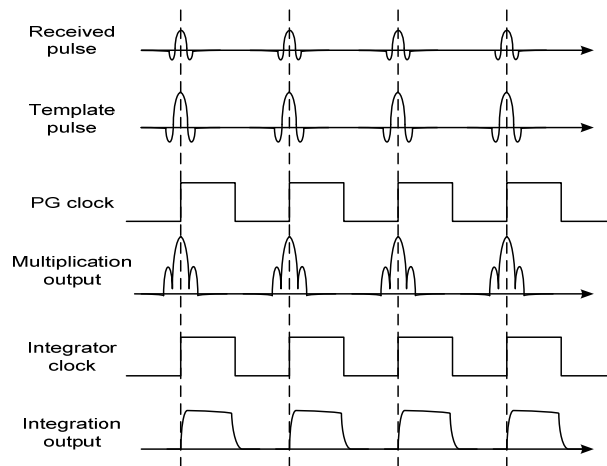 Received
pulse
Template
pulse
PG clock
Multiplication
output
Integrator
clock
Integration
output